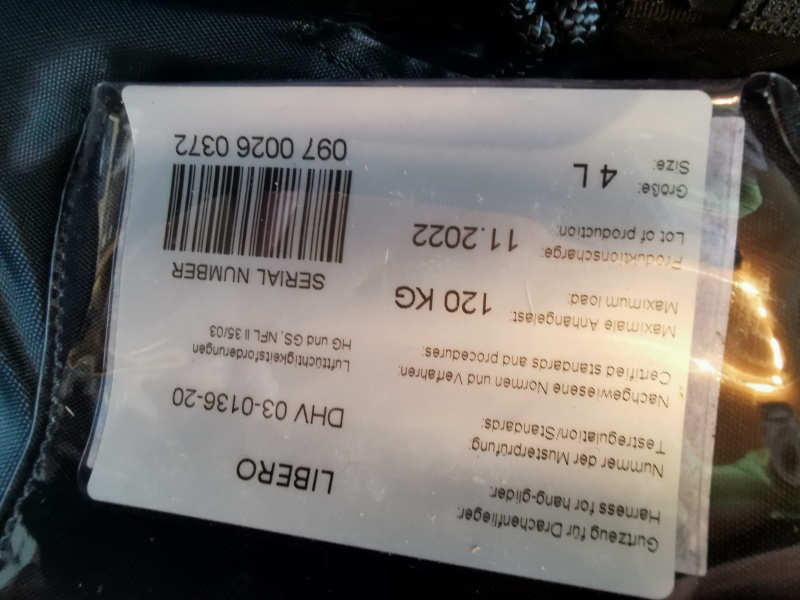 Gurtzeug für Drachenflieger:
Harness for hang-glider:
LIBERO
Nummer der Musterprüfung:
Testregulation/Standards:
DHV 03-0136-20
Nachgewiesene Normen und Verfahren:
Certified standards and procedures:
Lufttüchtigkeitsforderungen
HG und GS, NFL II 35/03
Maximale Anhängelast:
Maximum load:
120 KG
SERIAL NUMBER
Produktionscharge:
Lot of production:
11.2022
097 0026 0372
Größe:
Size:
4 L